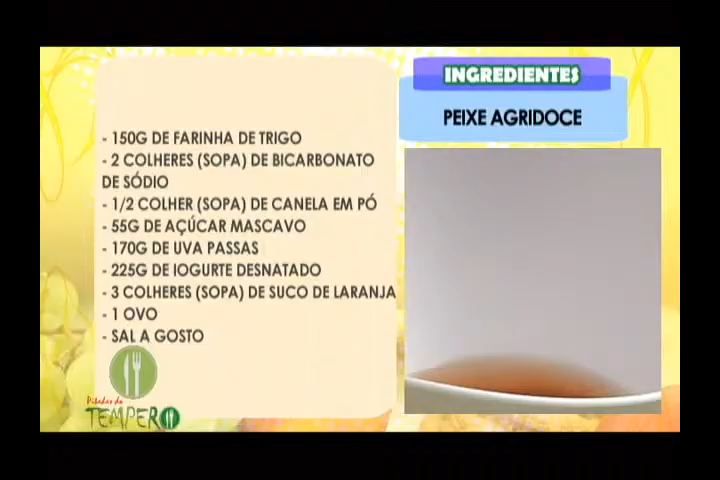 INGREDIENTES
PEIXE AGRIDOCE
- 150G DE FARINHA DE TRIGO
- 2 COLHERES (SOPA) DE BICARBONATO
DE SÓDIO
- 1/2 COLHER (SOPA) DE CANELA EM PÓ
- 55G DE AÇÚCAR MASCAVO
- 170G DE UVA PASSAS
- 225G DE IOGURTE DESNATADO
- 3 COLHERES (SOPA) DE SUCO DE LARANJA
- 1 OVO
- SAL A GOSTO
Pitadas do
TEMPERO